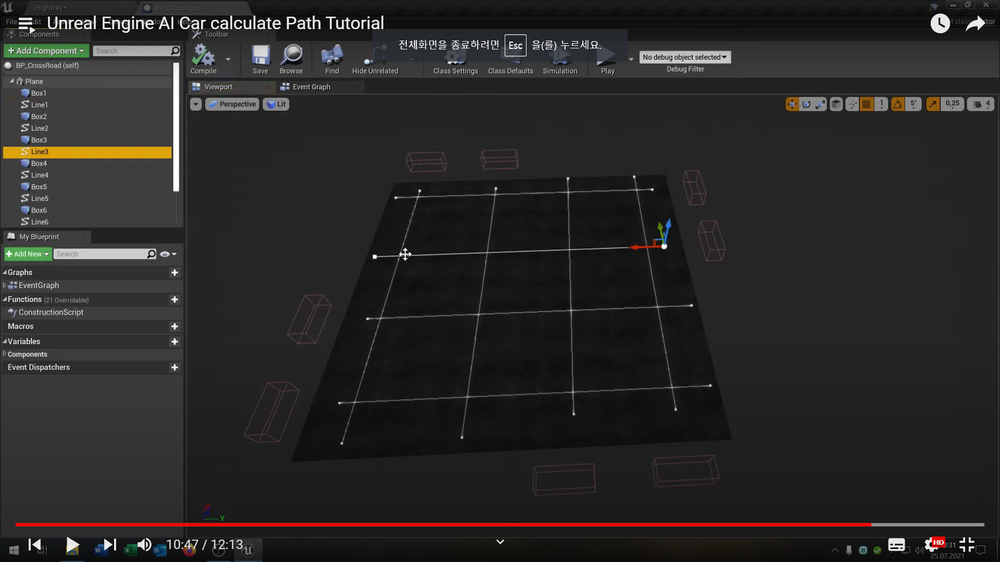 Highway*
BP_CrossRoad
File
Edit
Help
Unreal Engine AI Car calculate Path Tutorial
Components
Toolbar
전체화면을 종료하려면 Esc 을(를) 누르세요.
+ Add Component
Search
BP_CrossRoad (self)
Compile
Save
Browse
Find
Hide Unrelated
Class Settings
Class Defaults
Simulation
Play
No debug object selected
Debug Filter
Plane
Box1
Line1
Box2
Line2
Box3
Line3
Box4
Line4
Box5
Line5
Box6
Line6
Viewport
Event Graph
Perspective
Lit
1
5°
0,25
4
My Blueprint
+ Add New
Search
Graphs
EventGraph
Functions (21 Overridable)
ConstructionScript
Macros
Variables
Components
Event Dispatchers
Y
10:47 / 12:13
HD
25.07.2021